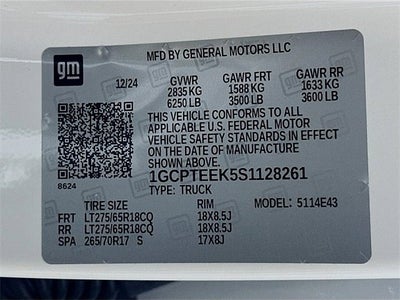 gm
MFD BY GENERAL MOTORS LLC
12/24 GVWR GAWR FRT GAWR RR
2835 KG 1588 KG 1633 KG
6250 LB 3500 LB 3600 LB
THIS VEHICLE CONFORMS TO ALL
APPLICABLE U.S. FEDERAL MOTOR
VEHICLE SAFETY STANDARDS IN EFFECT
ON THE DATE OF MANUFACTURE
SHOWN ABOVE.
1GCPTEEK5S1128261
8624
TYPE: TRUCK
TIRE SIZE RIM MODEL: 5114E43
FRT LT275/65R18CQ 18X8.5J
RR LT275/65R18CQ 18X8.5J
SPA 265/70R17 S 17X8J